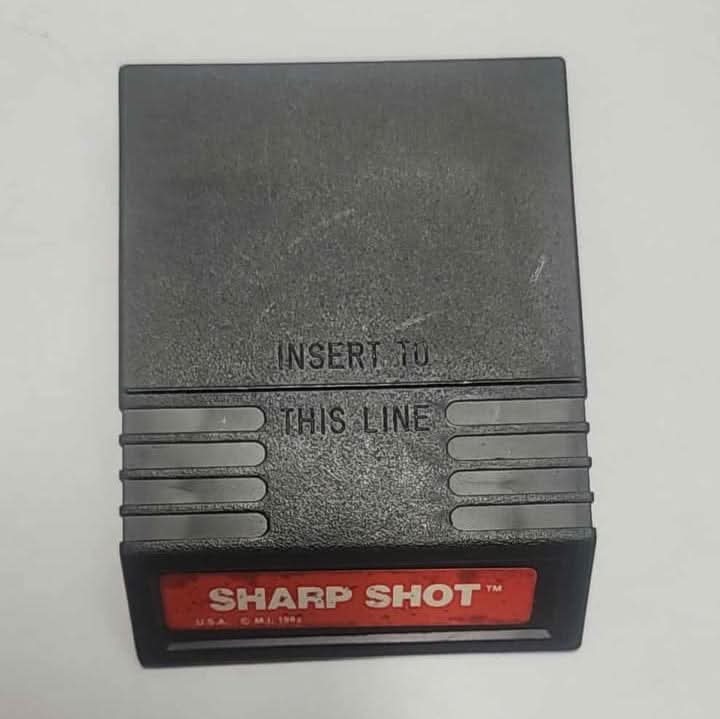 INSERT TO
THIS LINE
SHARP SHOT™
U.S.A. © M.I.